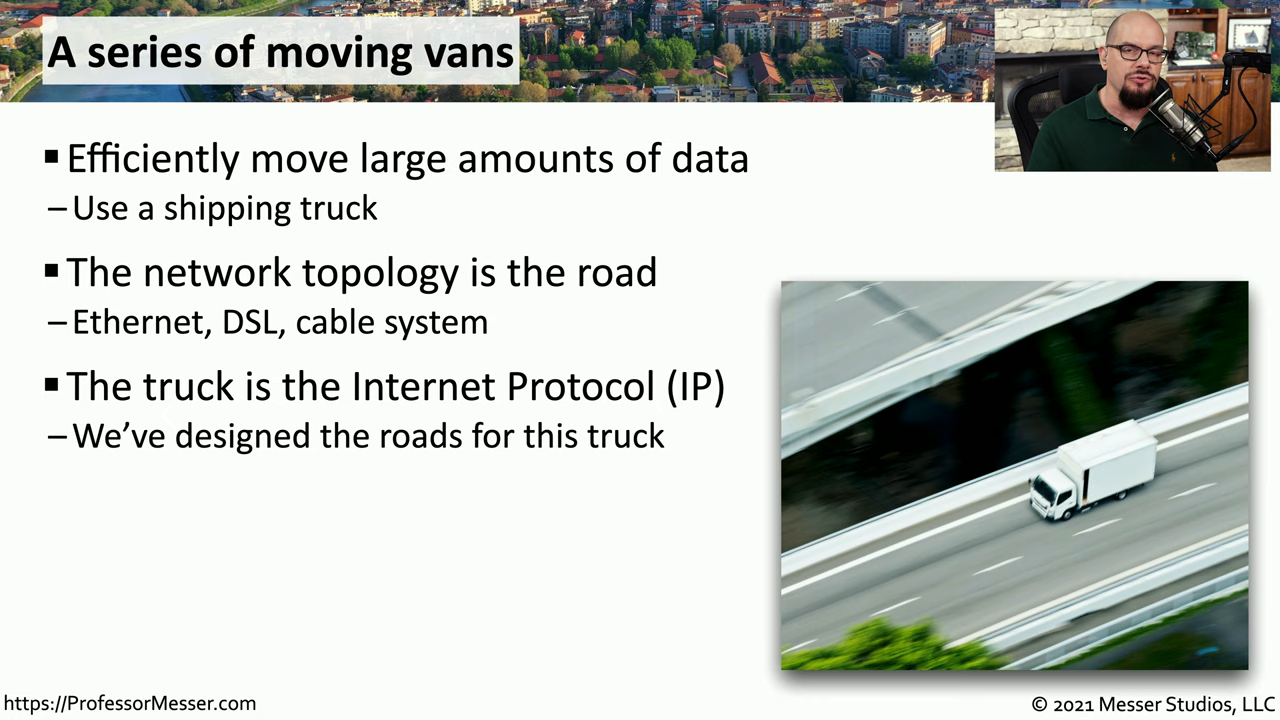 A series of moving vans
▪ Efficiently move large amounts of data
– Use a shipping truck
▪ The network topology is the road
– Ethernet, DSL, cable system
▪ The truck is the Internet Protocol (IP)
– We’ve designed the roads for this truck
https://ProfessorMesser.com
© 2021 Messer Studios, LLC